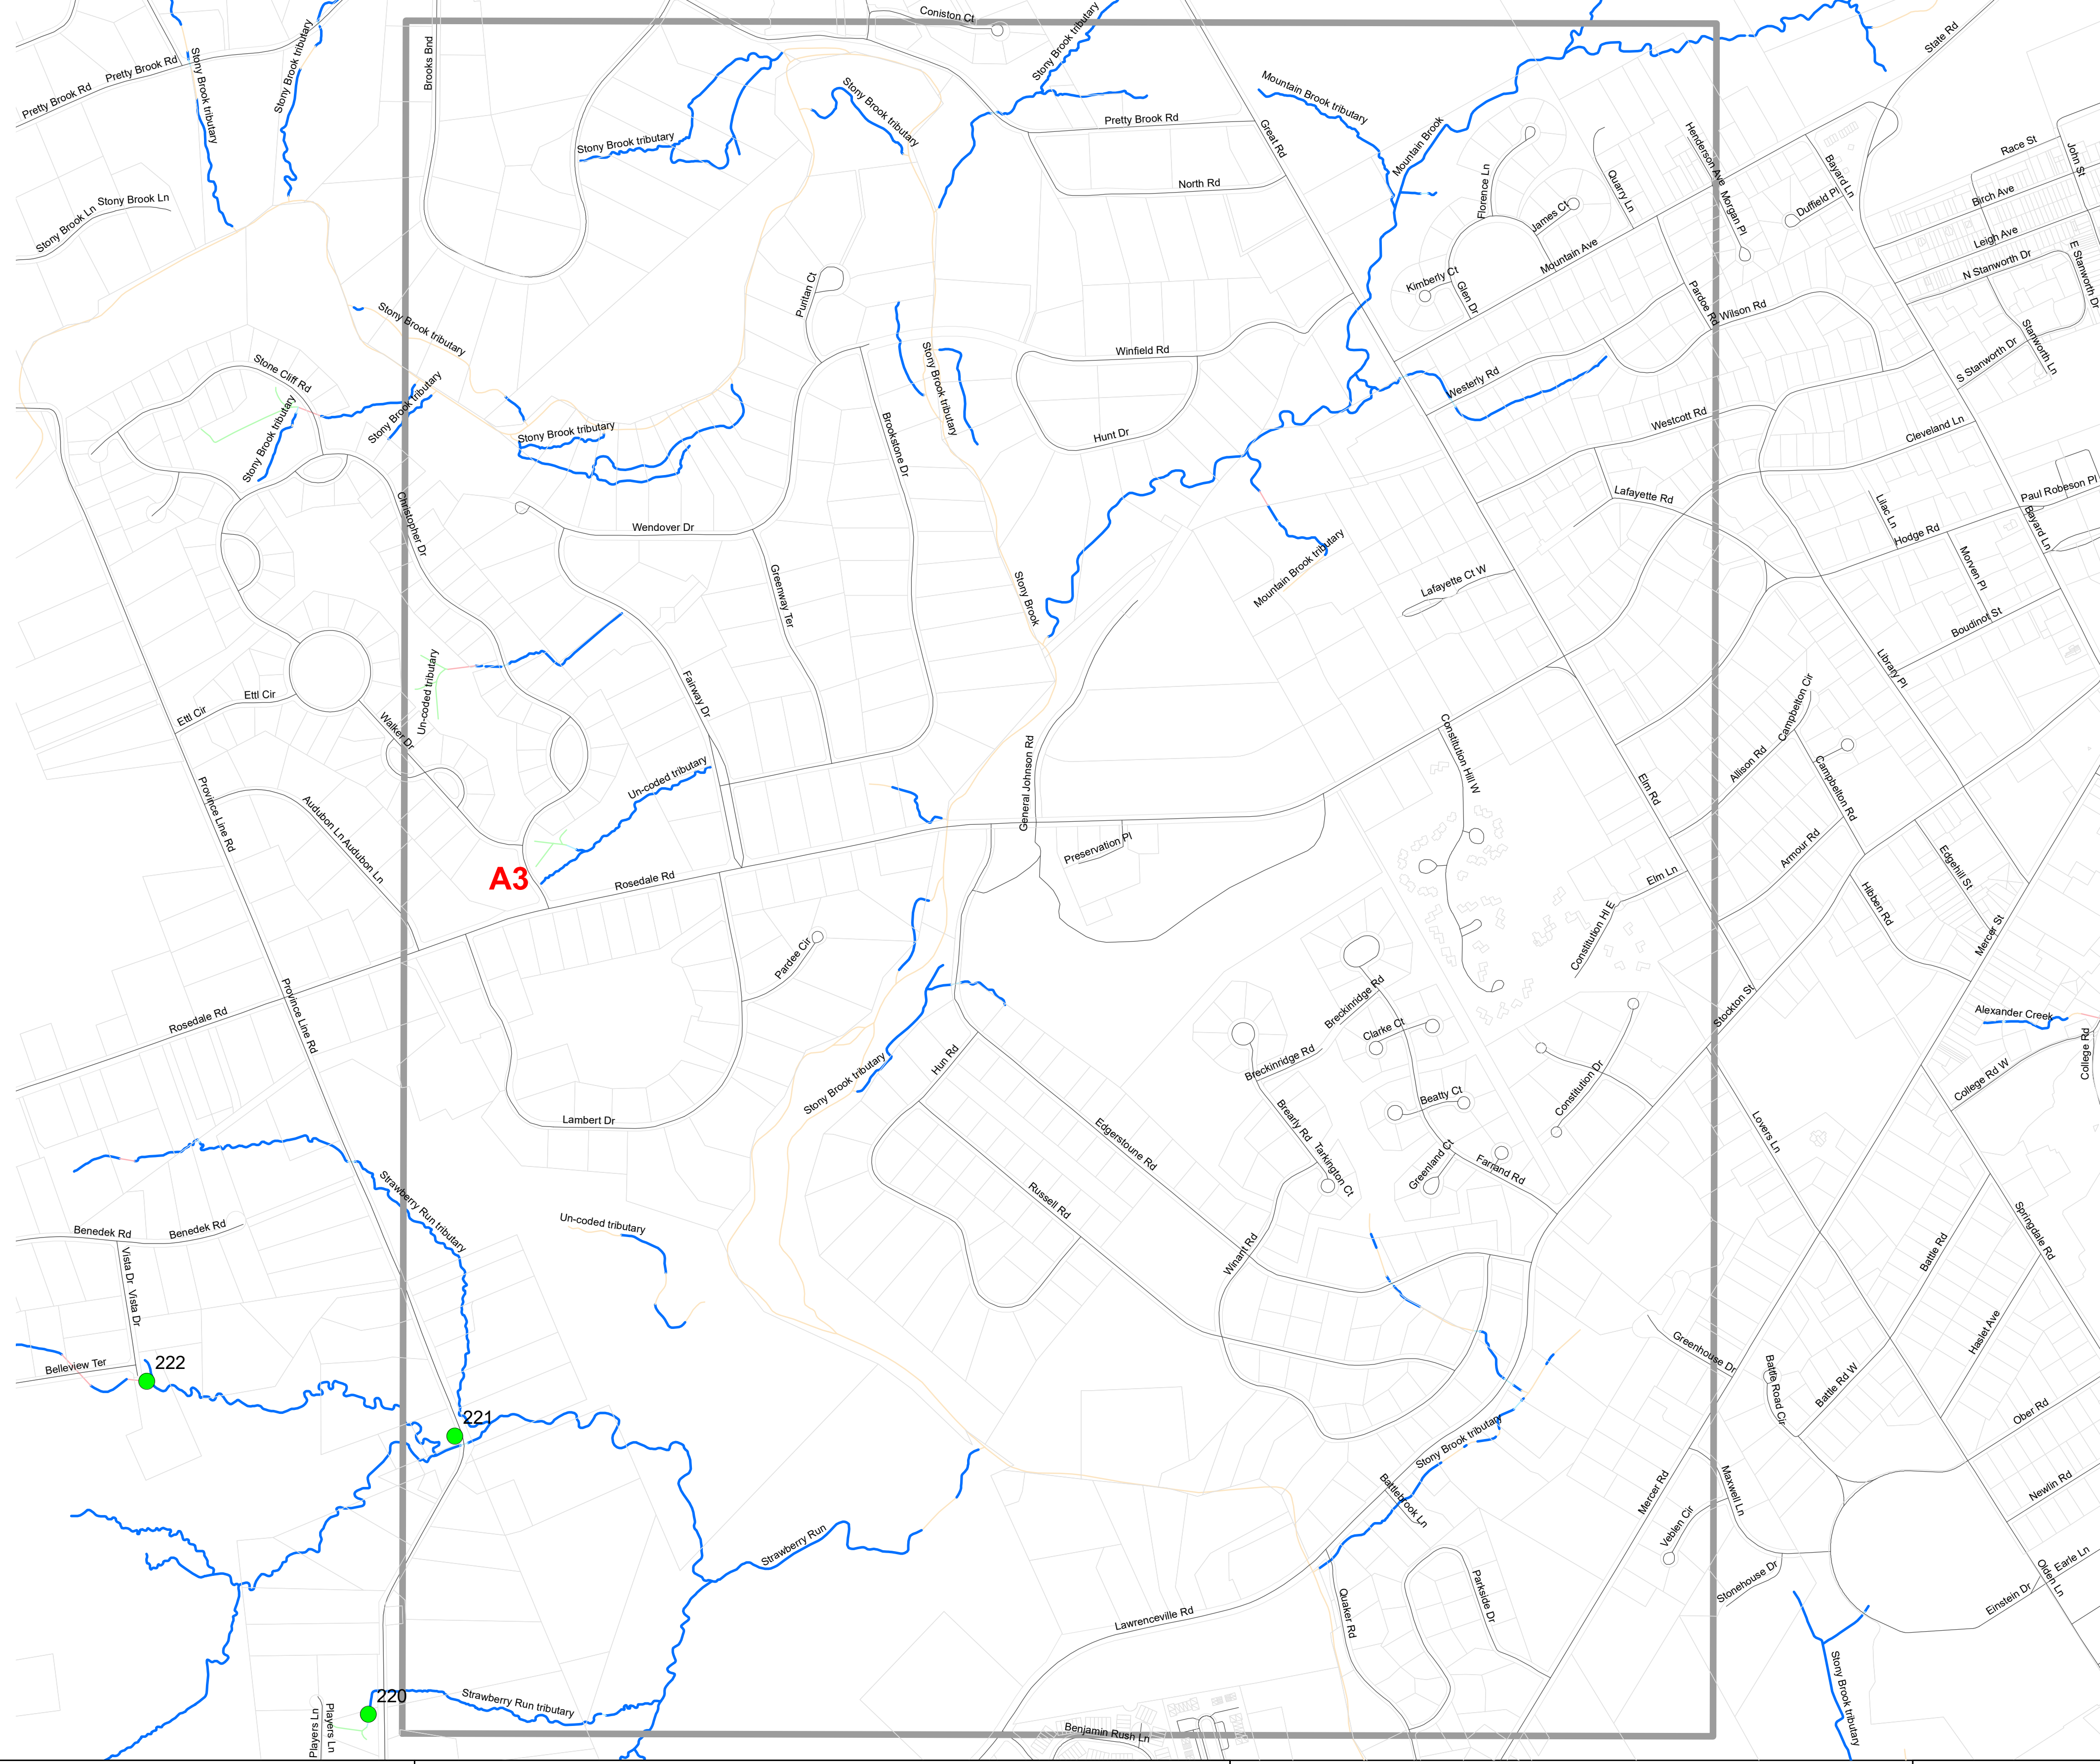 Coniston Ct
Brooks Bnd
Stony Brook tributary
Stony Brook tributary
Stony Brook tributary
State Rd
Pretty Brook Rd
Pretty Brook Rd
Mountain Brook tributary
Stony Brook tributary
Pretty Brook Rd
Great Rd
Mountain Brook
Henderson Ave
Race St
John St
Stony Brook tributary
Bayard Ln
Birch Ave
Quarry Ln
Florence Ln
North Rd
Morgan Pl
Duffield Pl
Stony Brook Ln
Stony Brook Ln
James Ct
Leigh Ave
Mountain Ave
N Stanworth Dr
E Stanworth Dr
Kimberly Ct
Glen Dr
Puritan Ct
Pardoe Rd
Wilson Rd
Stony Brook tributary
Stanworth Ln
S Stanworth Dr
Winfield Rd
Stone Cliff Rd
Stony Brook tributary
Westerly Rd
Stony Brook tributary
Stony Brook tributary
Westcott Rd
Cleveland Ln
Stony Brook tributary
Hunt Dr
Brookstone Dr
Lafayette Rd
Paul Robeson Pl
Lilac Ln
Bayard Ln
Christopher Dr
Wendover Dr
Hodge Rd
Mountain Brook tributary
Morven Pl
Greenway Ter
Stony Brook
Lafayette Ct W
Boudinot St
Library Pl
Un-coded tributary
Fairway Dr
Ettl Cir
Ettl Cir
Walker Dr
Campbelton Cir
Constitution Hill W
General Johnson Rd
Allison Rd
Un-coded tributary
Elm Rd
Campbelton Rd
Province Line Rd
Audubon Ln
Audubon Ln
Preservation Pl
Armour Rd
Edgehill St
A3
Rosedale Rd
Elm Ln
Hibben Rd
Constitution Hl E
Mercer St
Pardee Cir
Province Line Rd
Breckinridge Rd
Stockton St
Rosedale Rd
Clarke Ct
Alexander Creek
College Rd
Hun Rd
Breckinridge Rd
Stony Brook tributary
Constitution Dr
College Rd W
Beatty Ct
Lambert Dr
Brearly Rd
Edgerstoune Rd
Lovers Ln
Tarkington Ct
Greenland Ct
Farrand Rd
Strawberry Run tributary
Russell Rd
Un-coded tributary
Springdale Rd
Benedek Rd
Benedek Rd
Winant Rd
Battle Rd
Vista Dr
Vista Dr
Haslet Ave
Greenhouse Dr
Belleview Ter
222
Battle Road Cir
Battle Rd W
221
Ober Rd
Stony Brook tributary
Battlebrook Ln
Mercer Rd
Maxwell Ln
Newlin Rd
Veblen Cir
Strawberry Run
Earle Ln
Olden Ln
Stonehouse Dr
Einstein Dr
Parkside Dr
Quaker Rd
Lawrenceville Rd
220
Strawberry Run tributary
Stony Brook tributary
Players Ln
Players Ln
Benjamin Rush Ln